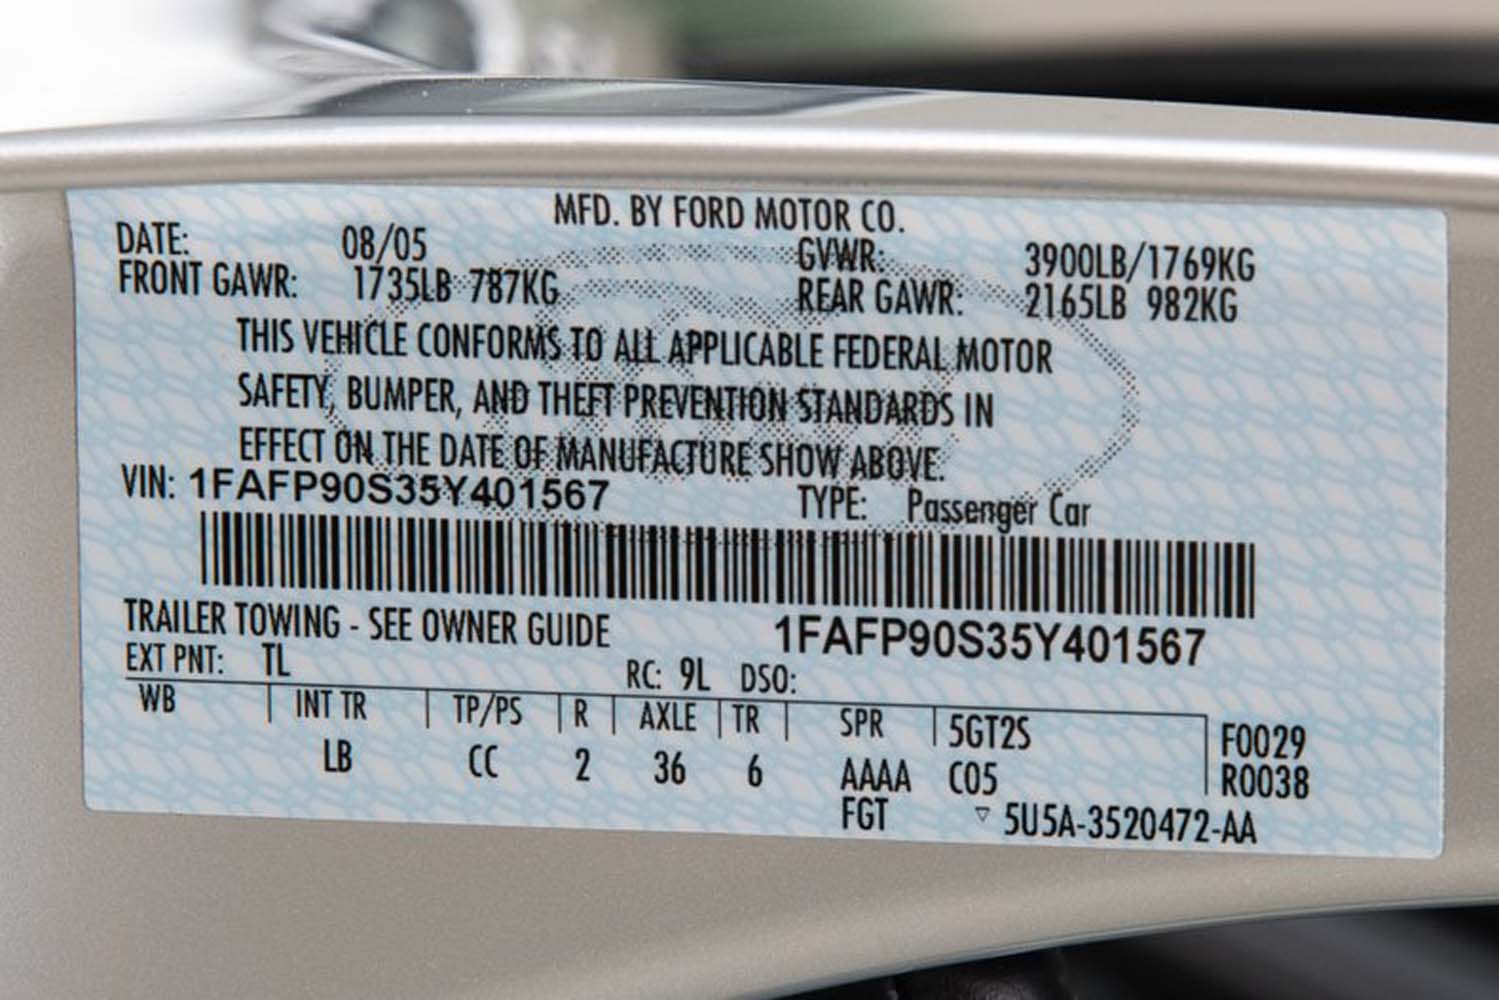 MFD. BY FORD MOTOR CO.
DATE: 08/05 GVWR: 3900LB/1769KG
FRONT GAWR: 1735LB 787KG REAR GAWR: 2165LB 982KG
THIS VEHICLE CONFORMS TO ALL APPLICABLE FEDERAL MOTOR
SAFETY, BUMPER, AND THEFT PREVENTION STANDARDS IN
EFFECT ON THE DATE OF MANUFACTURE SHOW ABOVE.
VIN: 1FAFP90S35Y401567 TYPE: Passenger Car
TRAILER TOWING - SEE OWNER GUIDE 1FAFP90S35Y401567
EXT PNT: TL RC: 9L DSO:
WB | INT TR | TP/PS | R | AXLE | TR | SPR | 5GT2S F0029
LB CC 2 36 6 AAAA C05 R0038
FGT ▽ 5U5A-3520472-AA